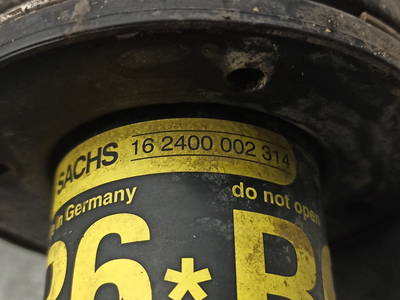 SACHS 16 2400 002 314
in Germany do not open
26*B